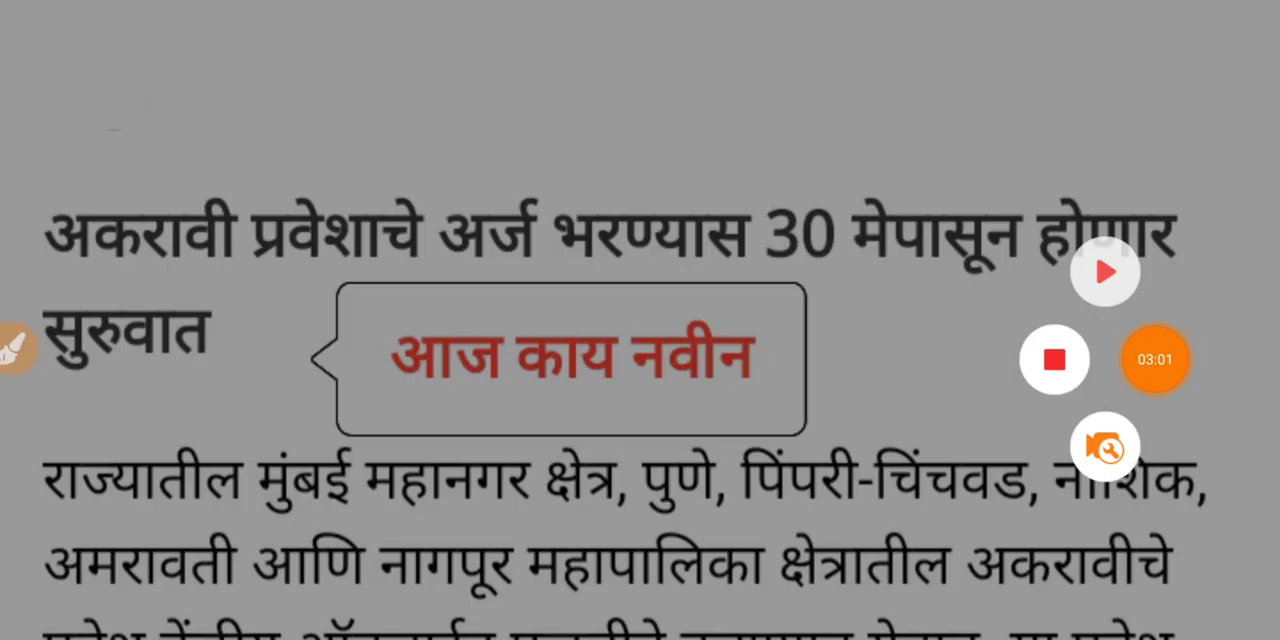 अकरावी प्रवेशाचे अर्ज भरण्यास 30 मेपासून होणार
सुरुवात
आज काय नवीन
03:01
राज्यातील मुंबई महानगर क्षेत्र, पुणे, पिंपरी-चिंचवड, नाशिक,
अमरावती आणि नागपूर महापालिका क्षेत्रातील अकरावीचे